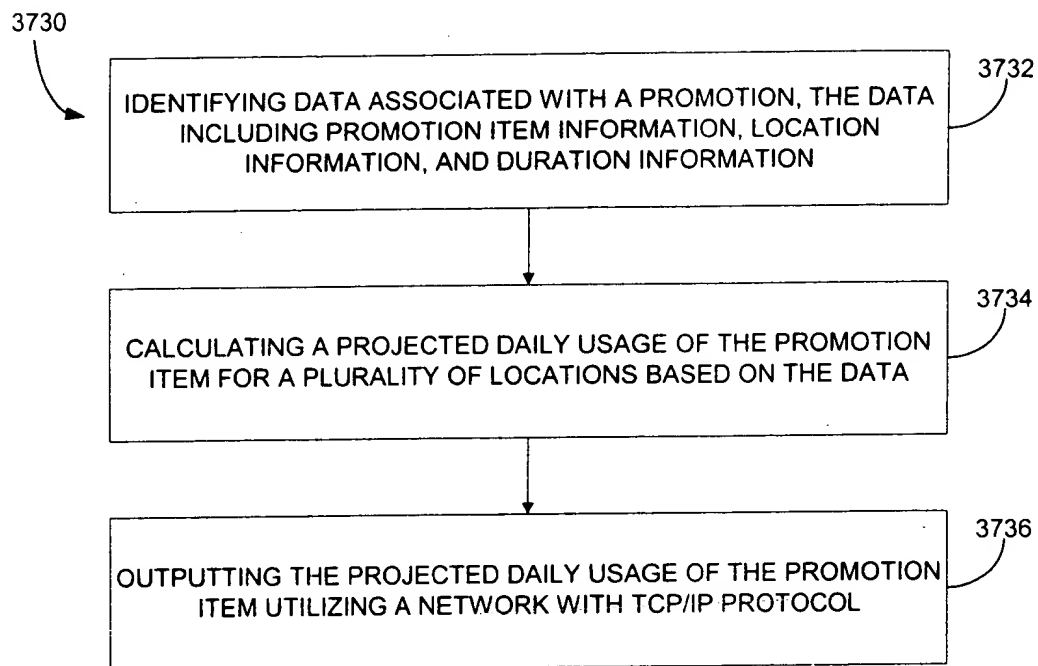 3730
3732
IDENTIFYING DATA ASSOCIATED WITH A PROMOTION, THE DATA
INCLUDING PROMOTION ITEM INFORMATION, LOCATION
INFORMATION, AND DURATION INFORMATION
3734
CALCULATING A PROJECTED DAILY USAGE OF THE PROMOTION
ITEM FOR A PLURALITY OF LOCATIONS BASED ON THE DATA
3736
OUTPUTTING THE PROJECTED DAILY USAGE OF THE PROMOTION
ITEM UTILIZING A NETWORK WITH TCP/IP PROTOCOL